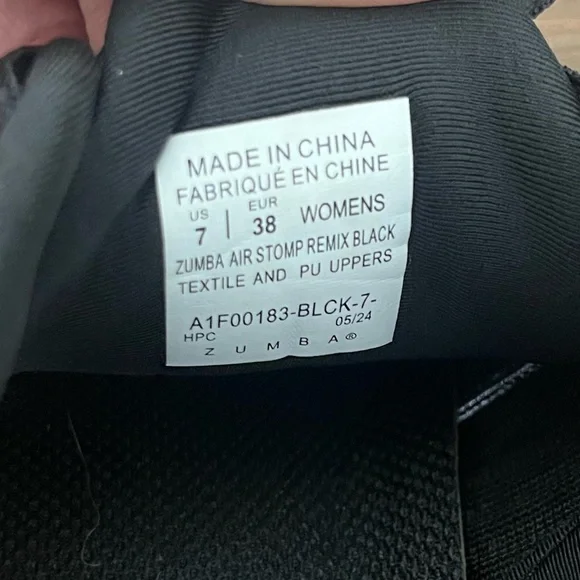 MADE IN CHINA
FABRIQUÉ EN CHINE
US EUR
7 | 38 WOMENS
ZUMBA AIR STOMP REMIX BLACK
TEXTILE AND PU UPPERS
A1F00183-BLCK-7-
HPC 05/24
ZUMBA®